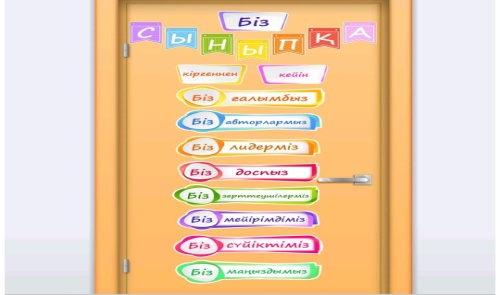 Біз
СЫНЫПҚА
кіргеннен кейін
Біз ғалымбыз
Біз авторлармыз
Біз лидерміз
Біз доспыз
Біз зерттеушілерміз
Біз мейірімдіміз
Біз сүйіктіміз
Біз маңыздымыз